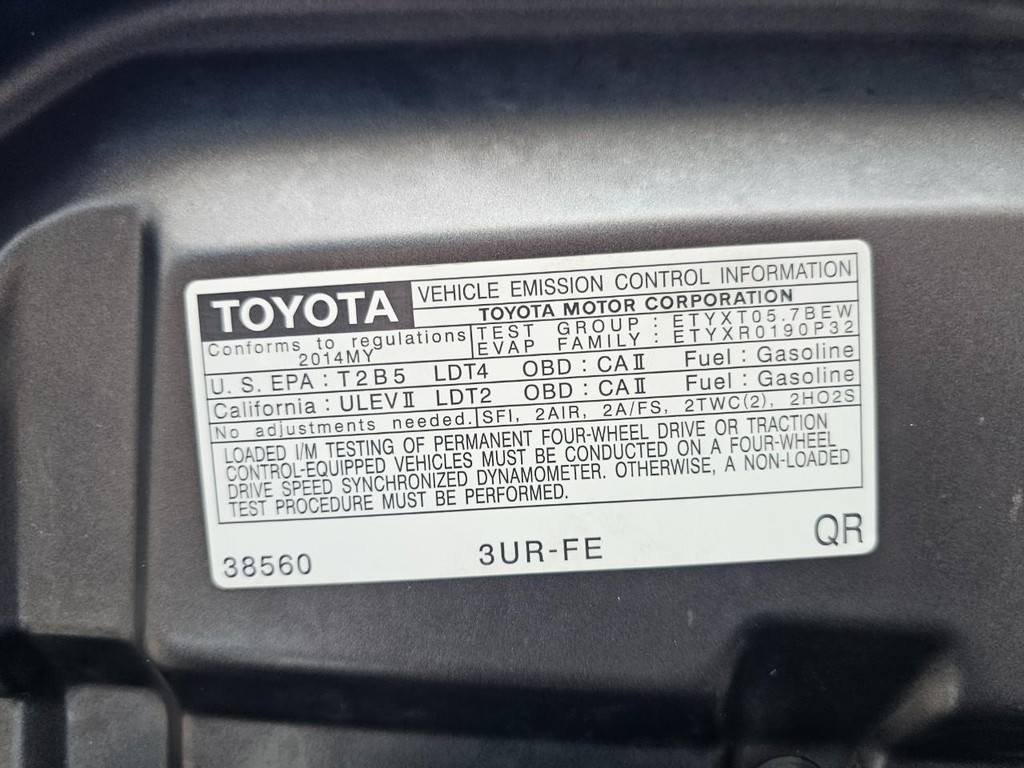 TOYOTA
VEHICLE EMISSION CONTROL INFORMATION
TOYOTA MOTOR CORPORATION
Conforms to regulations
2014MY
TEST GROUP : ETYXT05.7BEW
EVAP FAMILY : ETYXR0190P32
U.S. EPA : T2B5 LDT4 OBD : CAⅡ Fuel : Gasoline
California : ULEVⅡ LDT2 OBD : CAⅡ Fuel : Gasoline
No adjustments needed. SFI, 2AIR, 2A/FS, 2TWC(2), 2HO2S
LOADED I/M TESTING OF PERMANENT FOUR-WHEEL DRIVE OR TRACTION
CONTROL-EQUIPPED VEHICLES MUST BE CONDUCTED ON A FOUR-WHEEL
DRIVE SPEED SYNCHRONIZED DYNAMOMETER. OTHERWISE, A NON-LOADED
TEST PROCEDURE MUST BE PERFORMED.
38560 3UR-FE QR